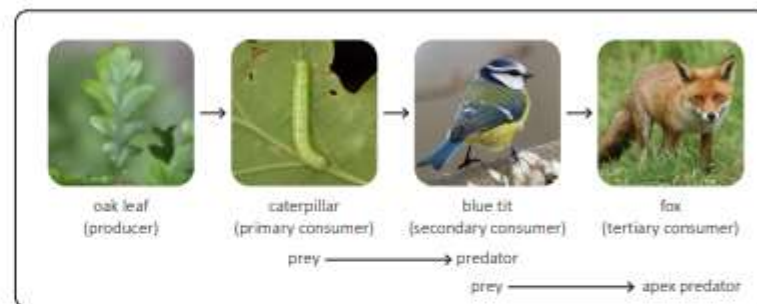 oak leaf
(producer)
caterpillar
(primary consumer)
blue tit
(secondary consumer)
fox
(tertiary consumer)
prey predator
prey apex predator